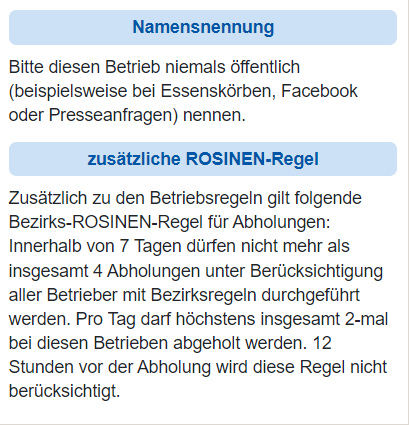 Namensnennung
Bitte diesen Betrieb niemals öffentlich
(beispielsweise bei Essenskörben, Facebook
oder Presseanfragen) nennen.
zusätzliche ROSINEN-Regel
Zusätzlich zu den Betriebsregeln gilt folgende
Bezirks-ROSINEN-Regel für Abholungen:
Innerhalb von 7 Tagen dürfen nicht mehr als
insgesamt 4 Abholungen unter Berücksichtigung
aller Betrieber mit Bezirksregeln durchgeführt
werden. Pro Tag darf höchstens insgesamt 2-mal
bei diesen Betrieben abgeholt werden. 12
Stunden vor der Abholung wird diese Regel nicht
berücksichtigt.